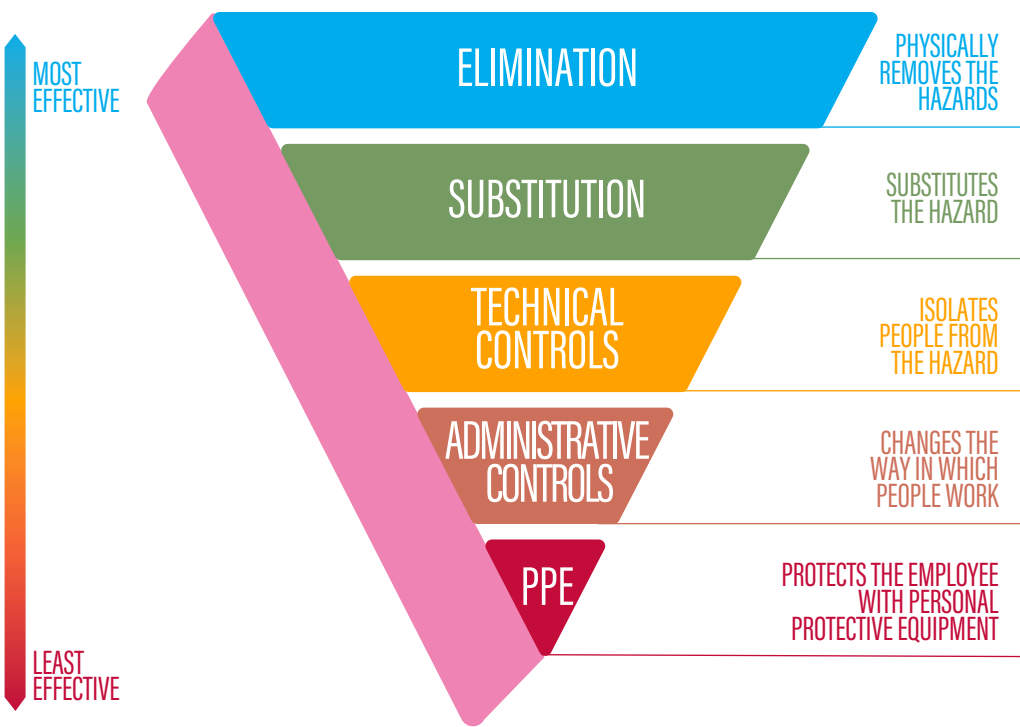 MOST
EFFECTIVE
ELIMINATION
PHYSICALLY
REMOVES THE
HAZARDS
SUBSTITUTION
SUBSTITUTES
THE HAZARD
TECHNICAL
CONTROLS
ISOLATES
PEOPLE FROM
THE HAZARD
ADMINISTRATIVE
CONTROLS
CHANGES THE
WAY IN WHICH
PEOPLE WORK
PPE
PROTECTS THE EMPLOYEE
WITH PERSONAL
PROTECTIVE EQUIPMENT
LEAST
EFFECTIVE